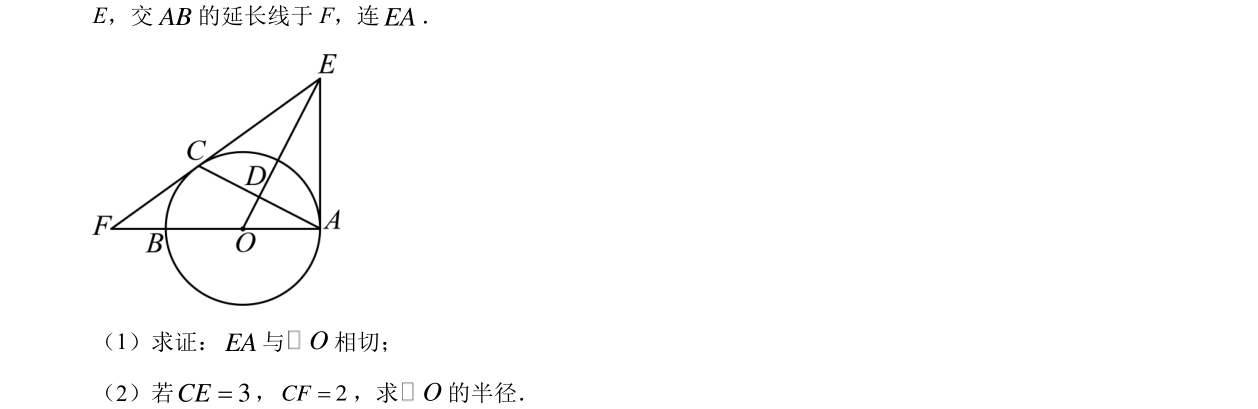 E，交 AB 的延长线于 F，连 EA．
E
C
D
F
B
O
A
（1）求证： EA 与□ O 相切；
（2）若 CE = 3， CF = 2，求□ O 的半径．